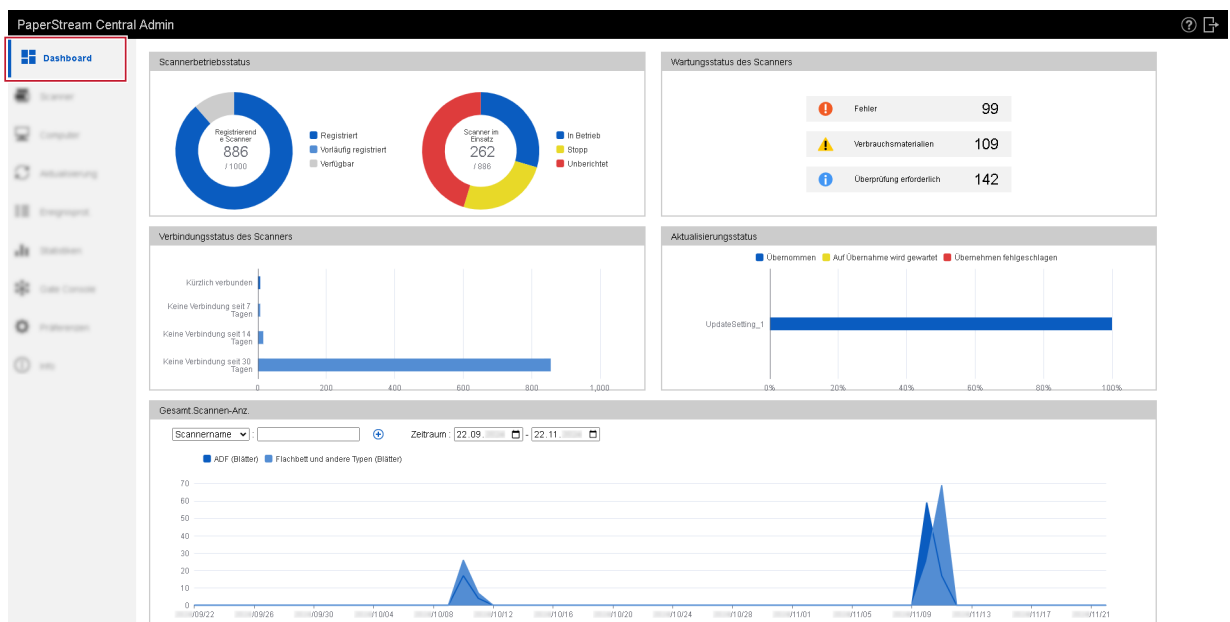 PaperStream Central Admin
Dashboard
Scannerbetriebsstatus
Registrierend
e Scanner
886
/ 1000
Registriert
Vorläufig registriert
Verfügbar
Scanner im
Einsatz
262
/ 886
In Betrieb
Stopp
Unberichtet
Wartungsstatus des Scanners
Fehler 99
Verbrauchsmaterialien 109
Überprüfung erforderlich 142
Verbindungsstatus des Scanners
Kürzlich verbunden
Keine Verbindung seit 7
Tagen
Keine Verbindung seit 14
Tagen
Keine Verbindung seit 30
Tagen
0 200 400 600 800 1,000
Aktualisierungsstatus
Übernommen Auf Übernahme wird gewartet Übernehmen fehlgeschlagen
UpdateSetting_1
0% 20% 40% 60% 80% 100%
Gesamt.Scannen-Anz.
Scannername : Zeitraum : 22.09. - 22.11.
ADF (Blätter) Flachbett und andere Typen (Blätter)
70
60
50
40
30
20
10
0
/09/22 /09/26 /09/30 /10/04 /10/08 /10/12 /10/16 /10/20 /10/24 /10/28 /11/01 /11/05 /11/09 /11/13 /11/17 /11/21